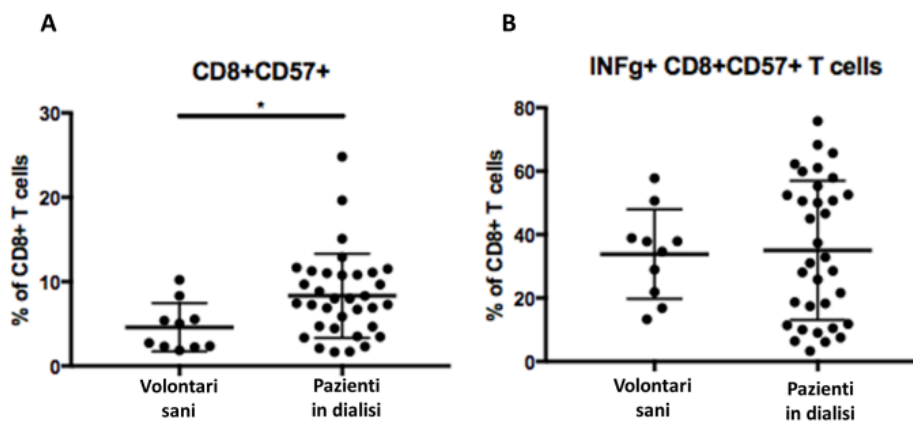 A
B
CD8+CD57+
INFg+ CD8+CD57+ T cells
*
% of CD8+ T cells
30
20
10
0
Volontari
sani
Pazienti
in dialisi
% of CD8+ T cells
80
60
40
20
0
Volontari
sani
Pazienti
in dialisi